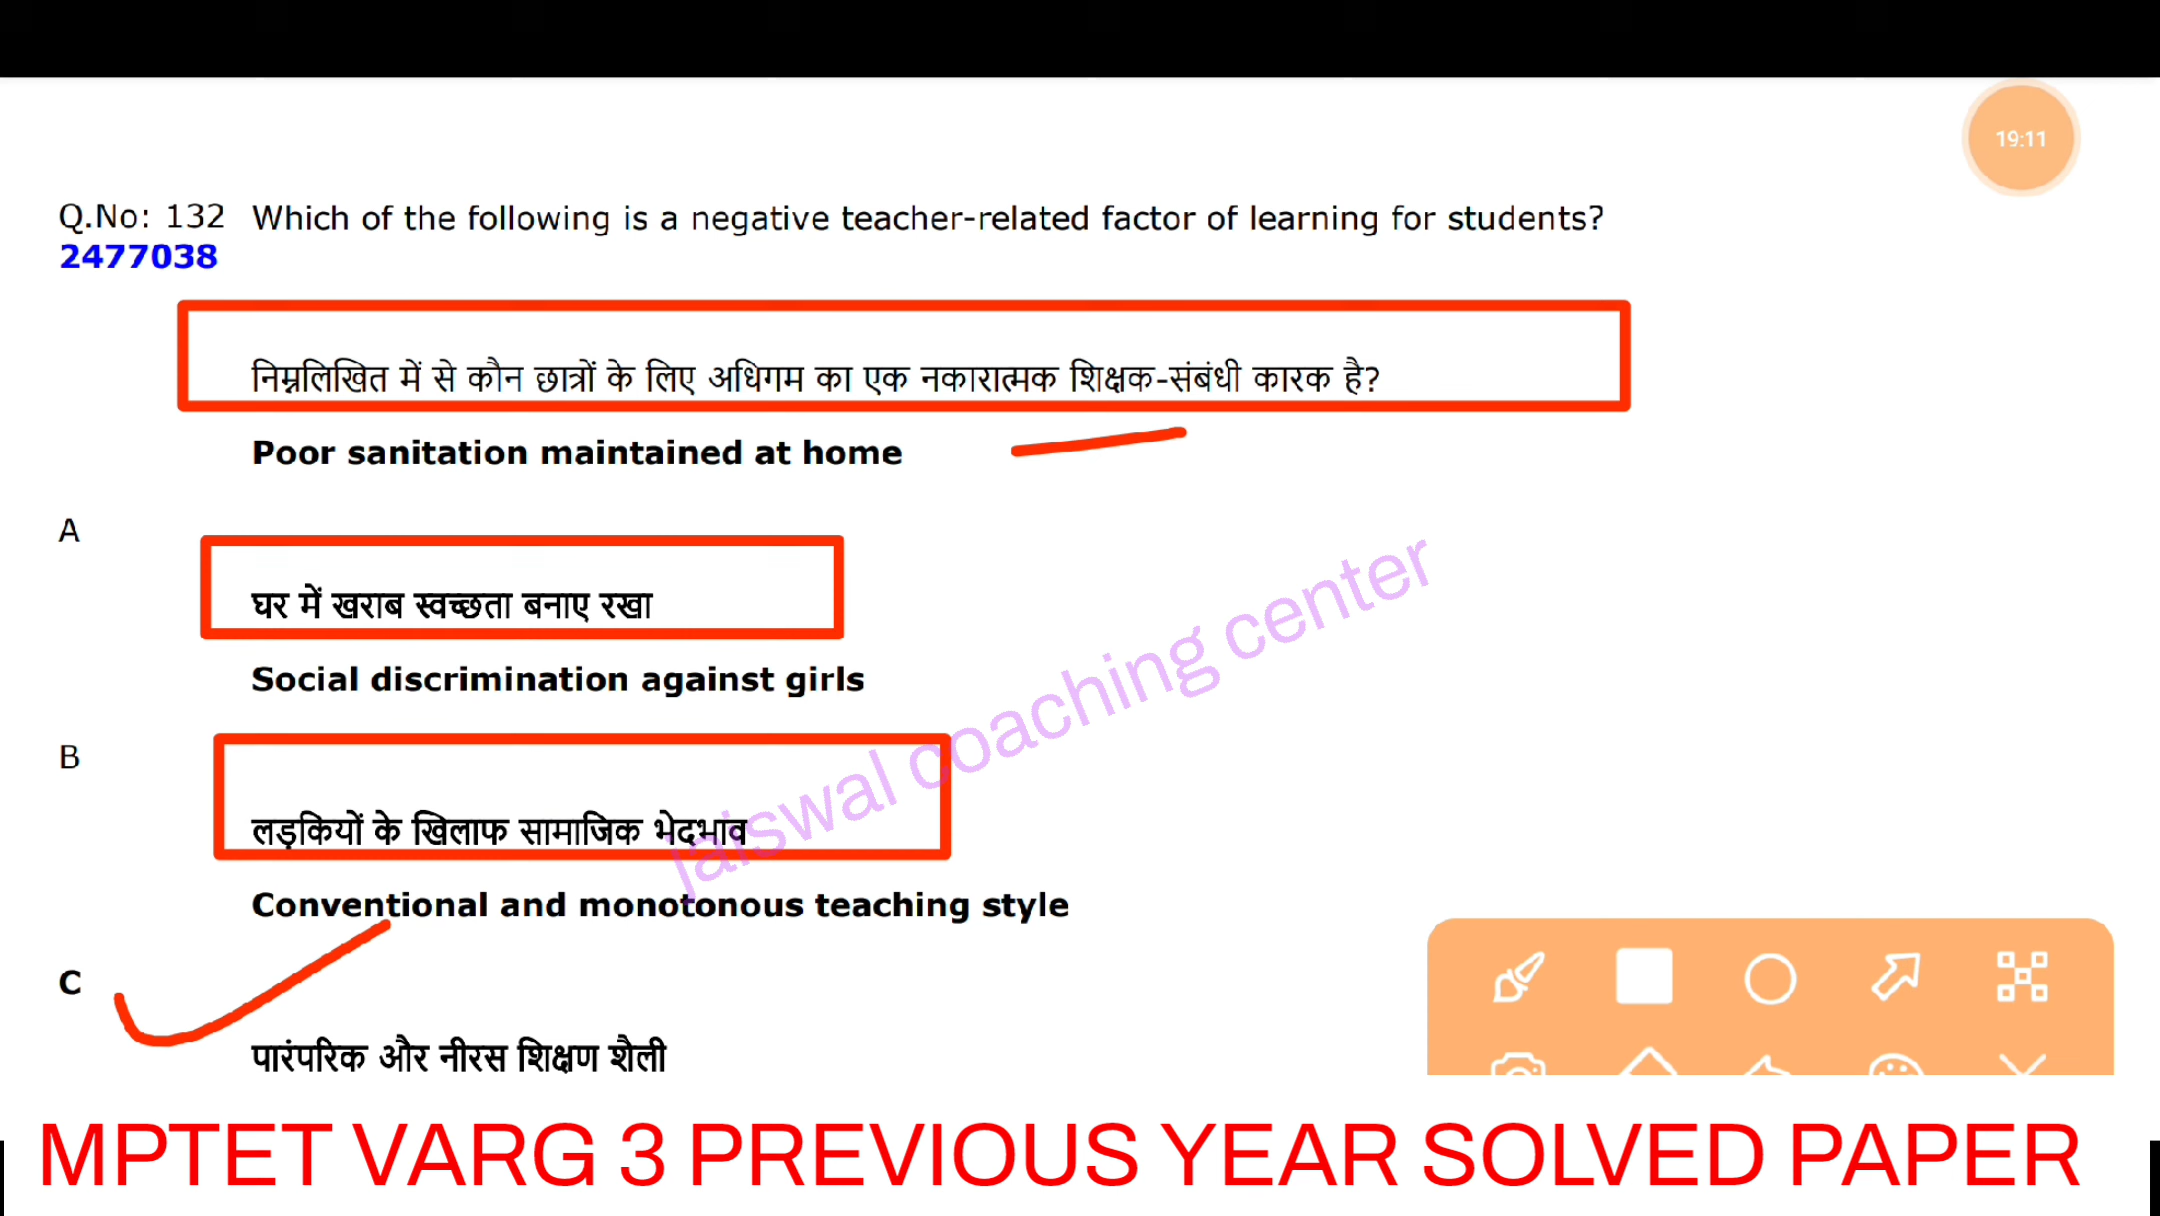 19:11
Q.No: 132 Which of the following is a negative teacher-related factor of learning for students?
2477038
निम्नलिखित में से कौन छात्रों के लिए अधिगम का एक नकारात्मक शिक्षक-संबंधी कारक है?
Poor sanitation maintained at home
A
घर में खराब स्वच्छता बनाए रखा
Social discrimination against girls
B
लड़कियों के खिलाफ सामाजिक भेदभाव
jaiswal coaching center
Conventional and monotonous teaching style
C
पारंपरिक और नीरस शिक्षण शैली
MPTET VARG 3 PREVIOUS YEAR SOLVED PAPER